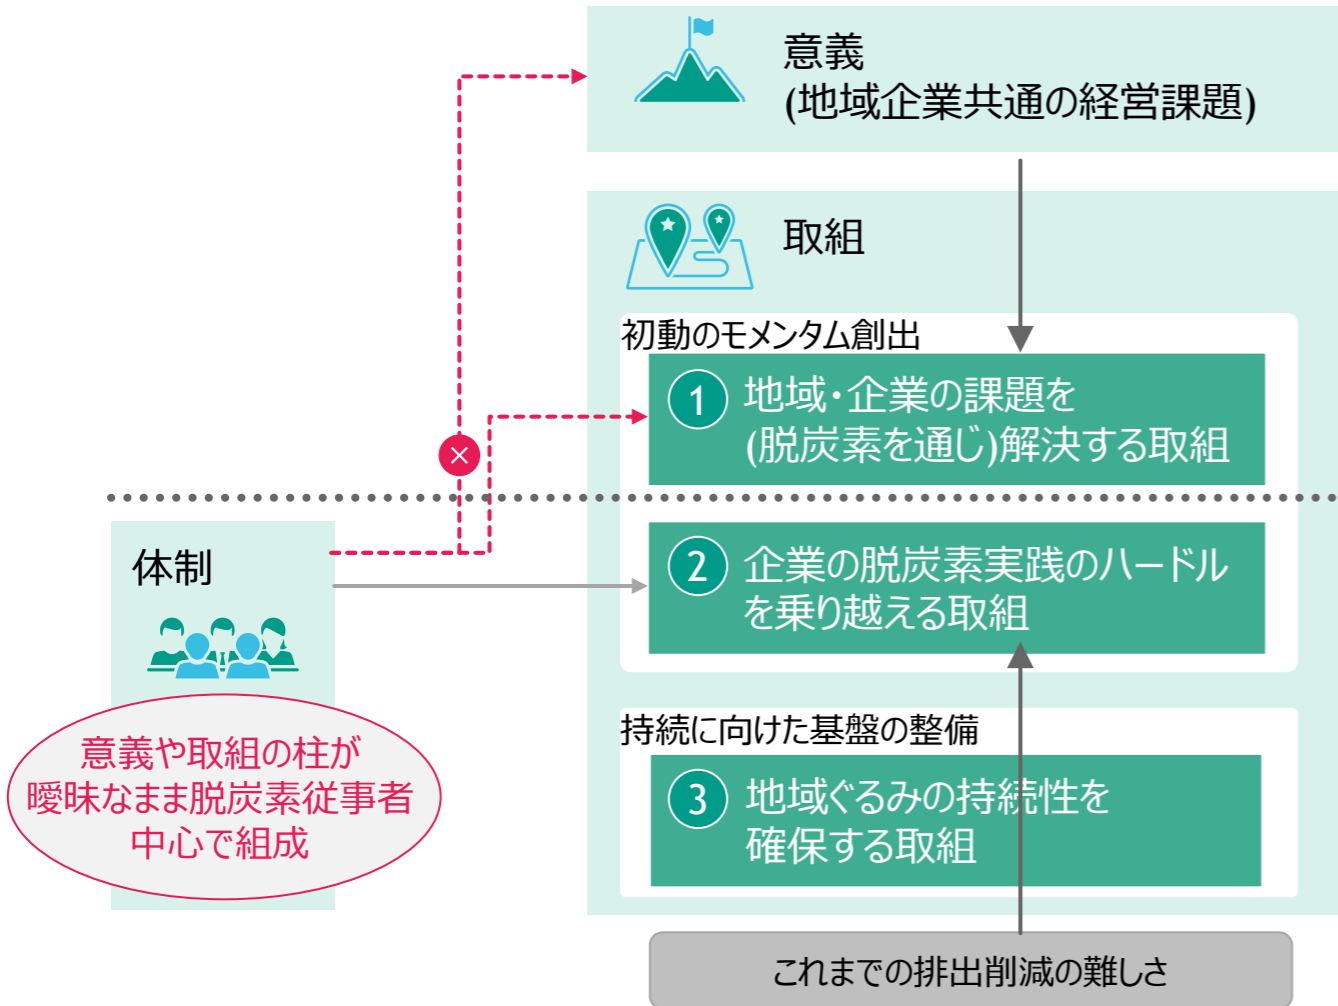 意義
(地域企業共通の経営課題)
取組
初動のモメンタム創出
1 地域・企業の課題を
(脱炭素を通じ)解決する取組
体制
2 企業の脱炭素実践のハードル
を乗り越える取組
意義や取組の柱が
曖昧なまま脱炭素従事者
中心で組成
持続に向けた基盤の整備
3 地域ぐるみの持続性を
確保する取組
これまでの排出削減の難しさ